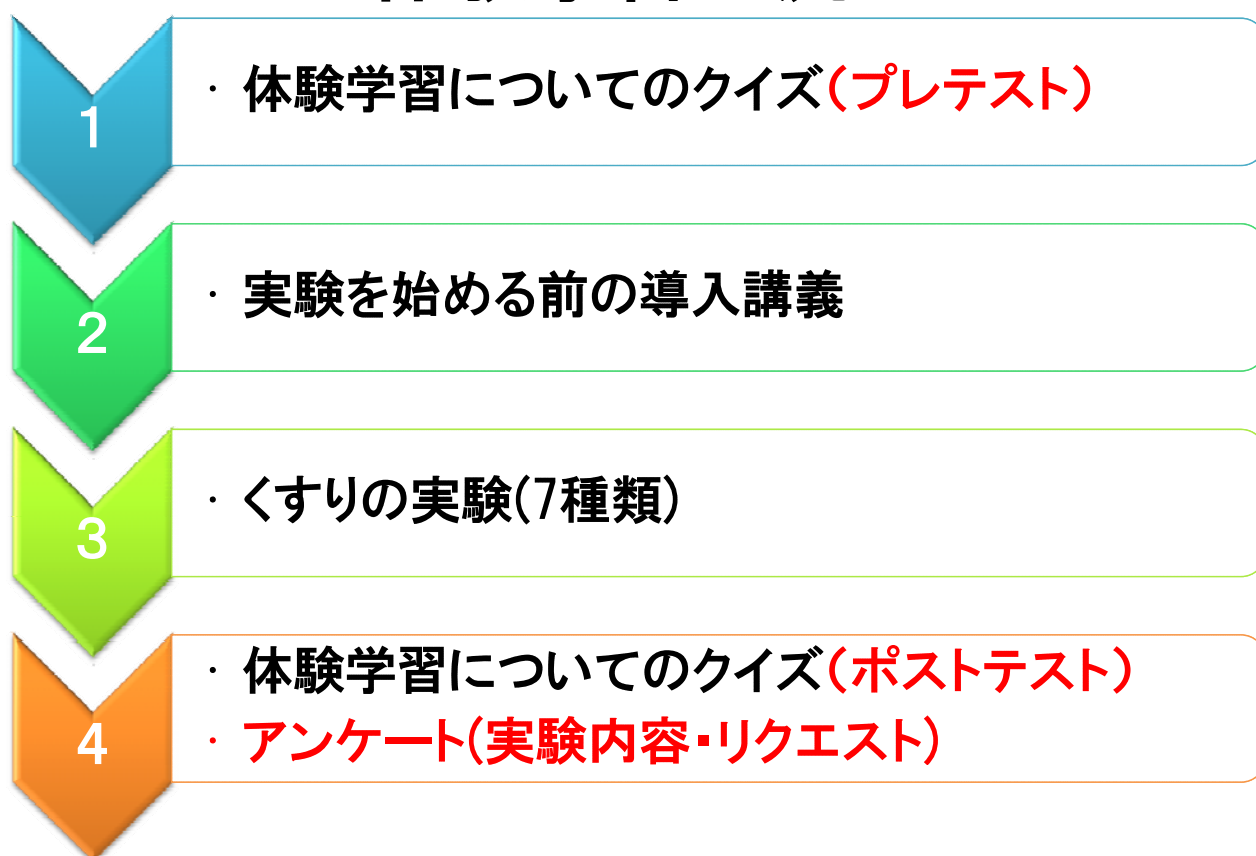 1
・体験学習についてのクイズ（プレテスト）
2
・実験を始める前の導入講義
3
・くすりの実験(7種類)
4
・体験学習についてのクイズ（ポストテスト）
・アンケート(実験内容・リクエスト)